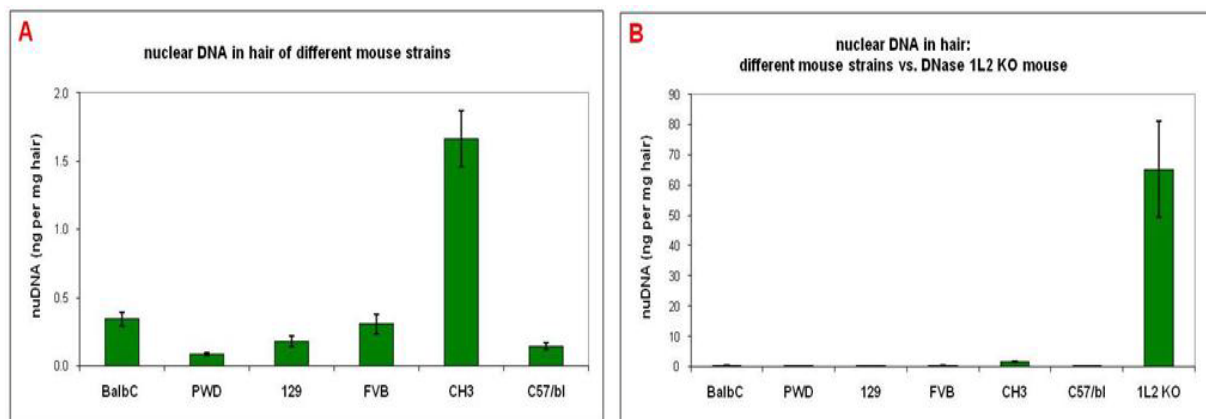 A
nuclear DNA in hair of different mouse strains
nuDNA (ng per mg hair)
2.0
1.5
1.0
0.5
0.0
BalbC PWD 129 FVB CH3 C57/bl
B
nuclear DNA in hair:
different mouse strains vs. DNase 1L2 KO mouse
nuDNA (ng per mg hair)
90
80
70
60
50
40
30
20
10
0
BalbC PWD 129 FVB CH3 C57/bl 1L2 KO